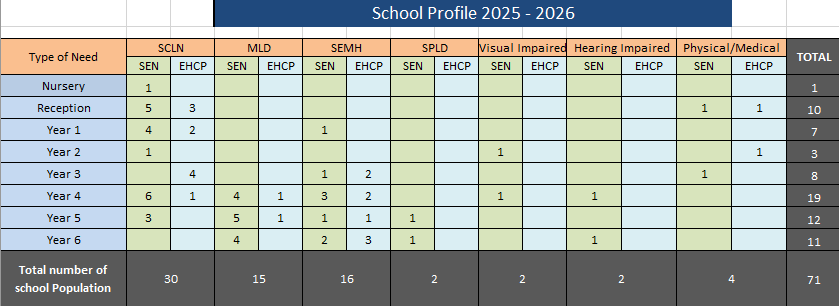 School Profile 2025 - 2026
Type of Need SCLN MLD SEMH SPLD Visual Impaired Hearing Impaired Physical/Medical TOTAL
SEN EHCP SEN EHCP SEN EHCP SEN EHCP SEN EHCP SEN EHCP SEN EHCP
Nursery 1 1
Reception 5 3 1 1 10
Year 1 4 2 1 7
Year 2 1 1 1 3
Year 3 4 1 2 1 8
Year 4 6 1 4 1 3 2 1 1 19
Year 5 3 5 1 1 1 1 12
Year 6 4 2 3 1 1 11
Total number of
school Population 30 15 16 2 2 2 4 71